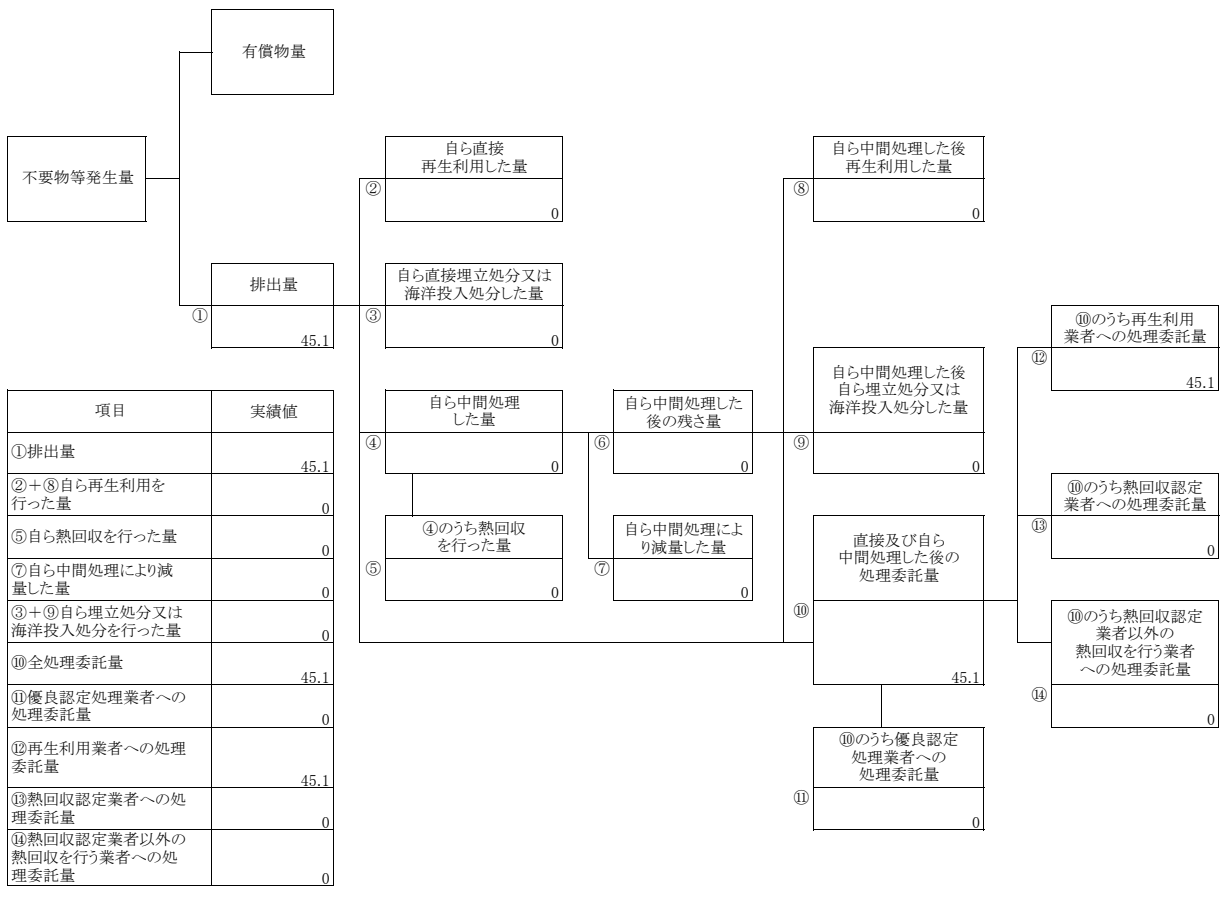 有償物量
不要物等発生量
排出量
①
45.1
自ら直接
再生利用した量
②
0
自ら直接埋立処分又は
海洋投入処分した量
③
0
自ら中間処理
した量
④
0
④のうち熱回収
を行った量
⑤
0
自ら中間処理した
後の残さ量
⑥
0
自ら中間処理によ
り減量した量
⑦
0
自ら中間処理した後
再生利用した量
⑧
0
自ら中間処理した後
自ら埋立処分又は
海洋投入処分した量
⑨
0
直接及び自ら
中間処理した後の
処理委託量
⑩
45.1
⑩のうち優良認定
処理業者への
処理委託量
⑪
0
⑩のうち再生利用
業者への処理委託量
⑫
45.1
⑩のうち熱回収認定
業者への処理委託量
⑬
0
⑩のうち熱回収認定
業者以外の
熱回収を行う業者
への処理委託量
⑭
0
項目 実績値
①排出量
45.1
②＋⑧自ら再生利用を
行った量
0
⑤自ら熱回収を行った量
0
⑦自ら中間処理により減
量した量
0
③＋⑨自ら埋立処分又は
海洋投入処分を行った量
0
⑩全処理委託量
45.1
⑪優良認定処理業者への
処理委託量
0
⑫再生利用業者への処理
委託量
45.1
⑬熱回収認定業者への処
理委託量
0
⑭熱回収認定業者以外の
熱回収を行う業者への処
理委託量
0